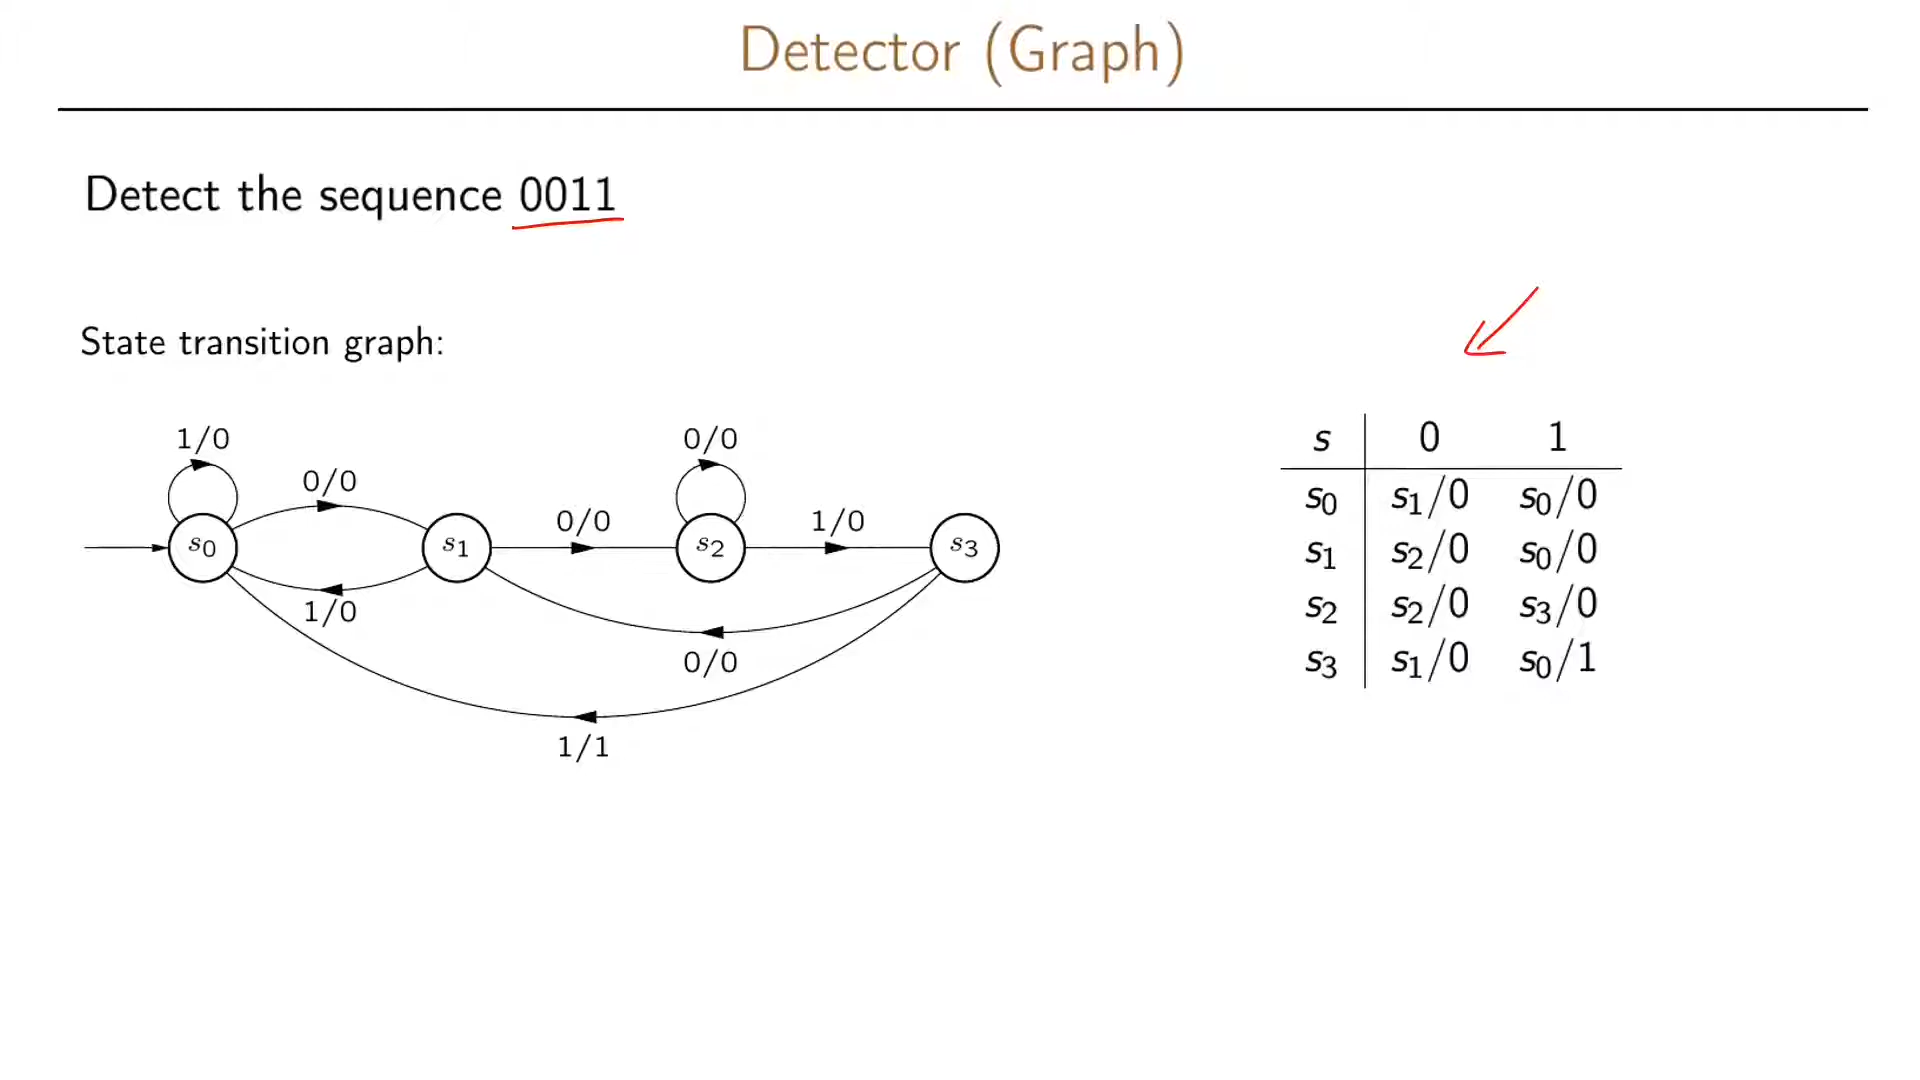 Detector (Graph)
Detect the sequence 0011
State transition graph:
1/0
0/0
0/0
0/0
1/0
s0
s1
s2
s3
1/0
0/0
1/1
s 0 1
s0 s1/0 s0/0
s1 s2/0 s0/0
s2 s2/0 s3/0
s3 s1/0 s0/1